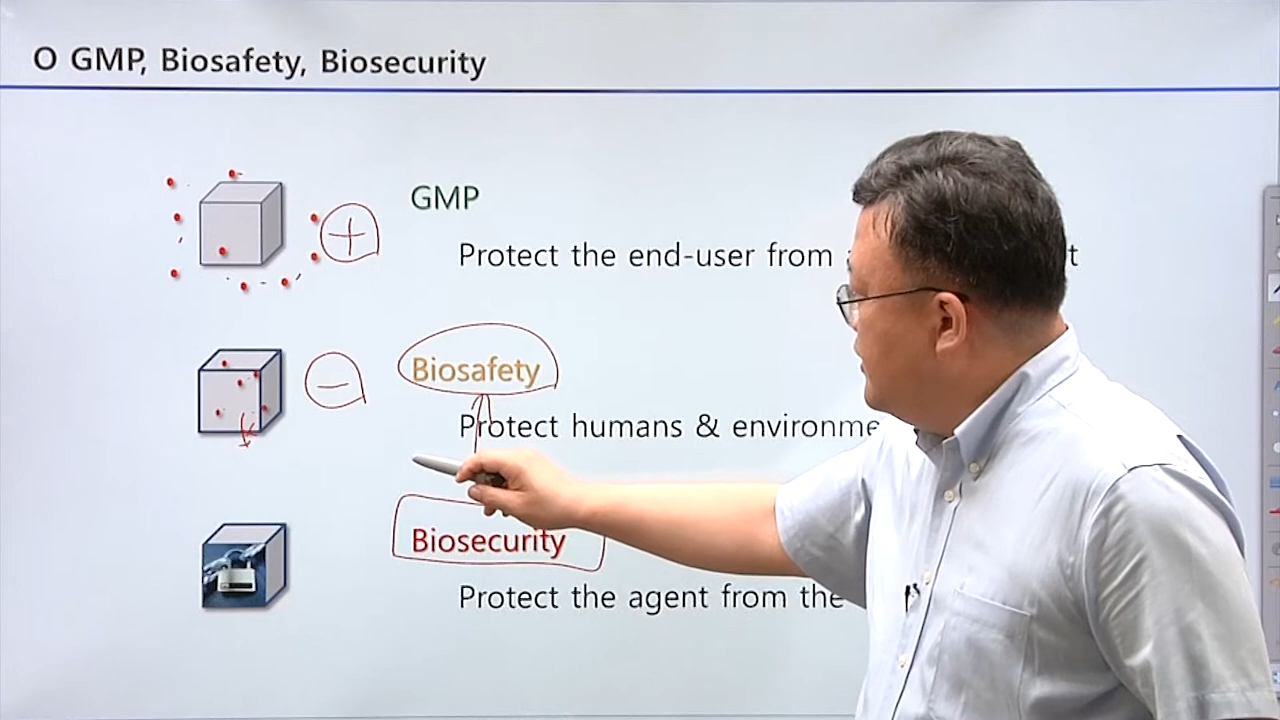 O GMP, Biosafety, Biosecurity
+
GMP
Protect the end-user from a
−
Biosafety
Protect humans & environme
Biosecurity
Protect the agent from the